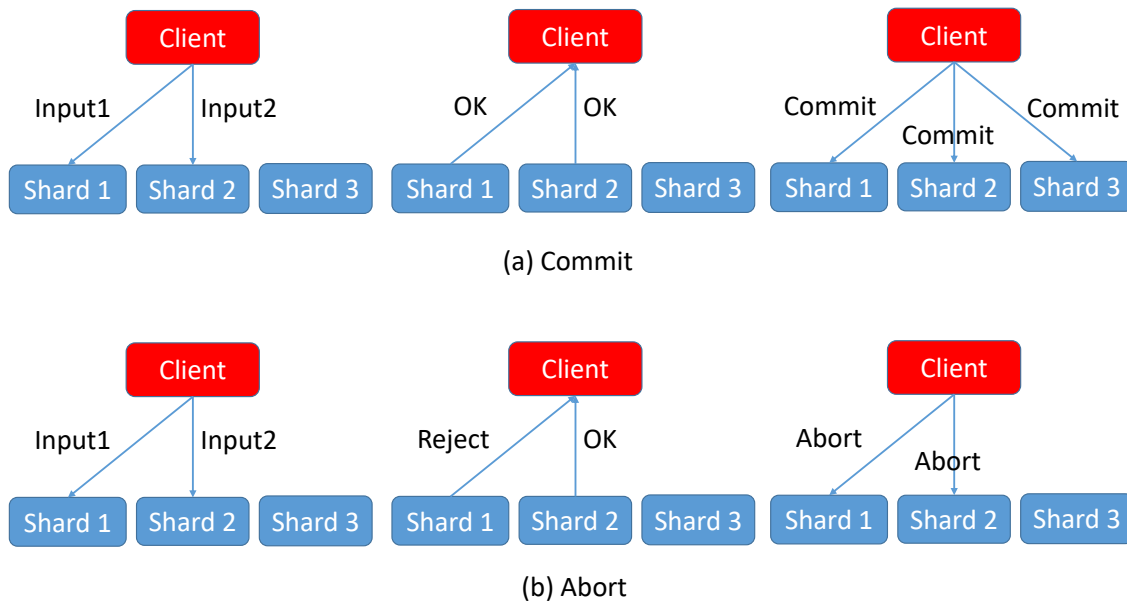 Client Client Client
Input1 Input2 OK OK Commit Commit Commit
Shard 1 Shard 2 Shard 3 Shard 1 Shard 2 Shard 3 Shard 1 Shard 2 Shard 3
(a) Commit
Client Client Client
Input1 Input2 Reject OK Abort Abort
Shard 1 Shard 2 Shard 3 Shard 1 Shard 2 Shard 3 Shard 1 Shard 2 Shard 3
(b) Abort